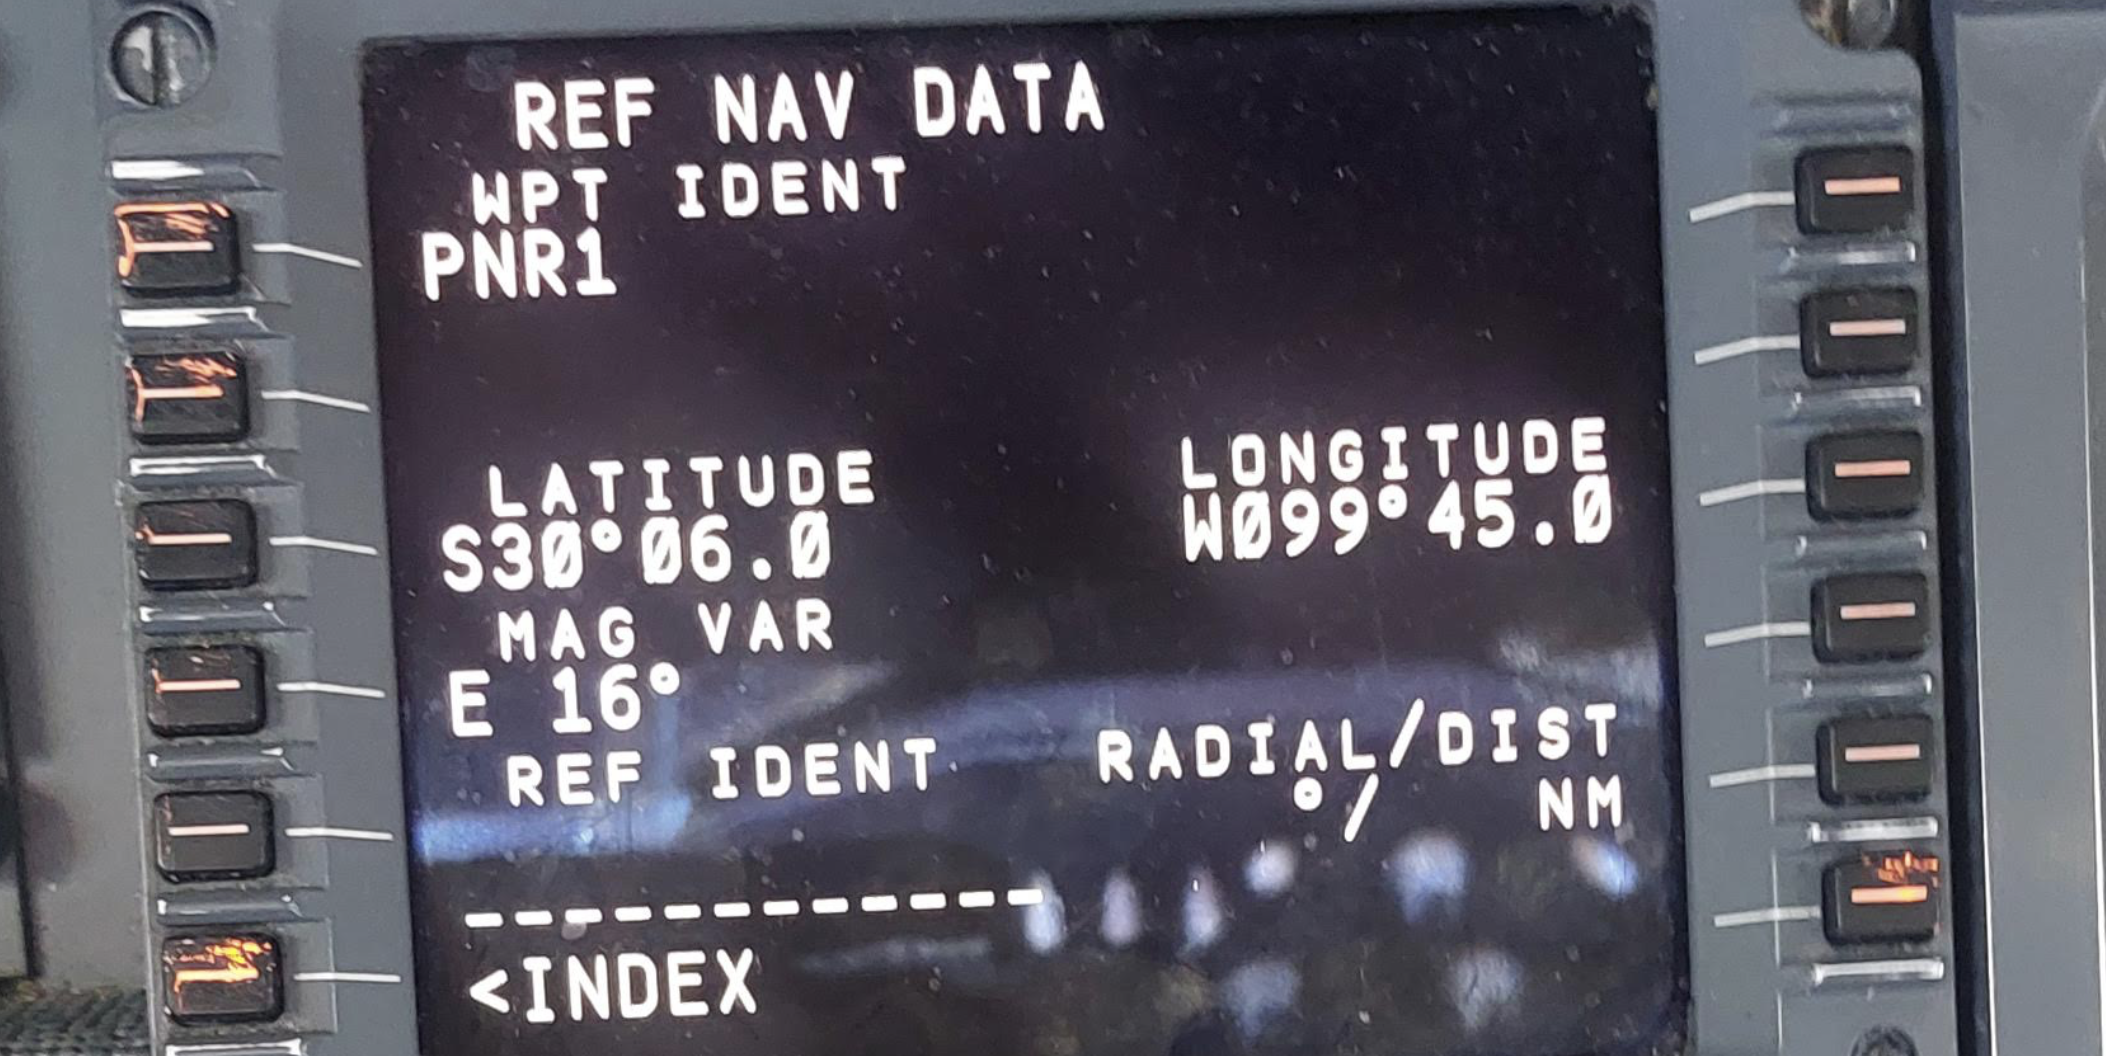 REF NAV DATA
WPT IDENT
PNR1
LATITUDE LONGITUDE
S30°06.0 W099°45.0
MAG VAR
E 16°
REF IDENT RADIAL/DIST
°/ NM
------------
<INDEX